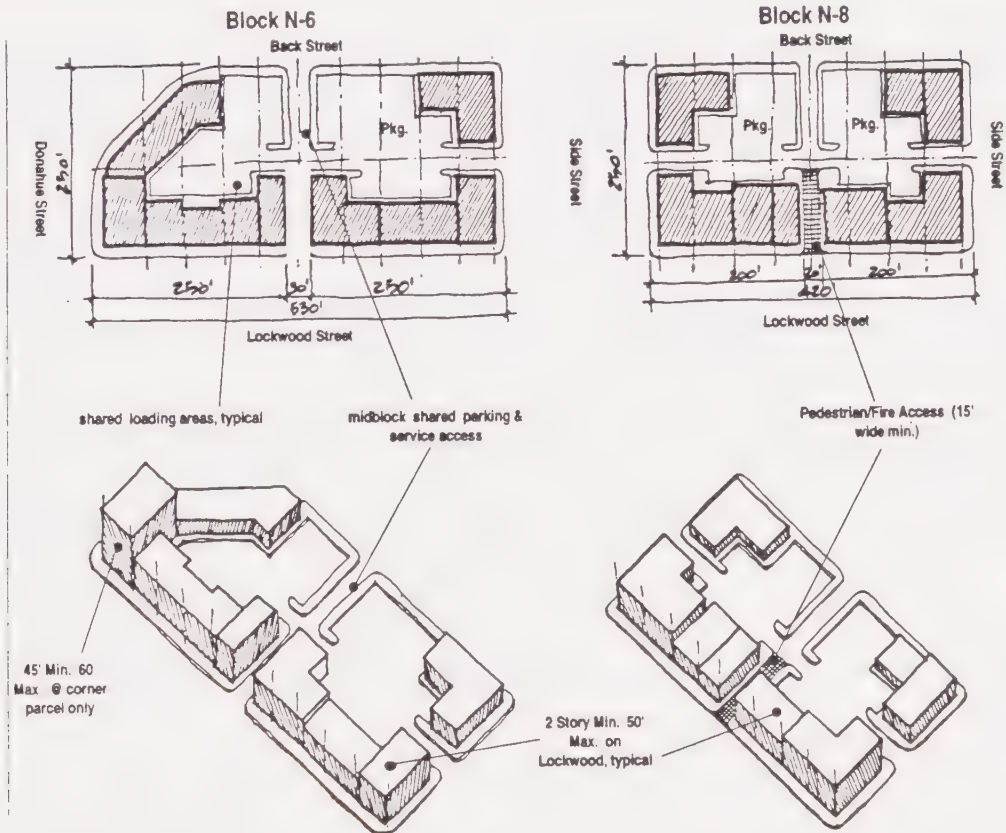 Block N-6
Back Street
Donahue Street
250'
Pkg.
250'
30'
250'
530'
Lockwood Street
Block N-8
Back Street
Side Street
250'
Pkg.
Pkg.
Side Street
200'
20'
200'
420'
Lockwood Street
shared loading areas, typical
midblock shared parking &
service access
Pedestrian/Fire Access (15'
wide min.)
45' Min. 60
Max. @ corner
parcel only
2 Story Min. 50'
Max. on
Lockwood, typical